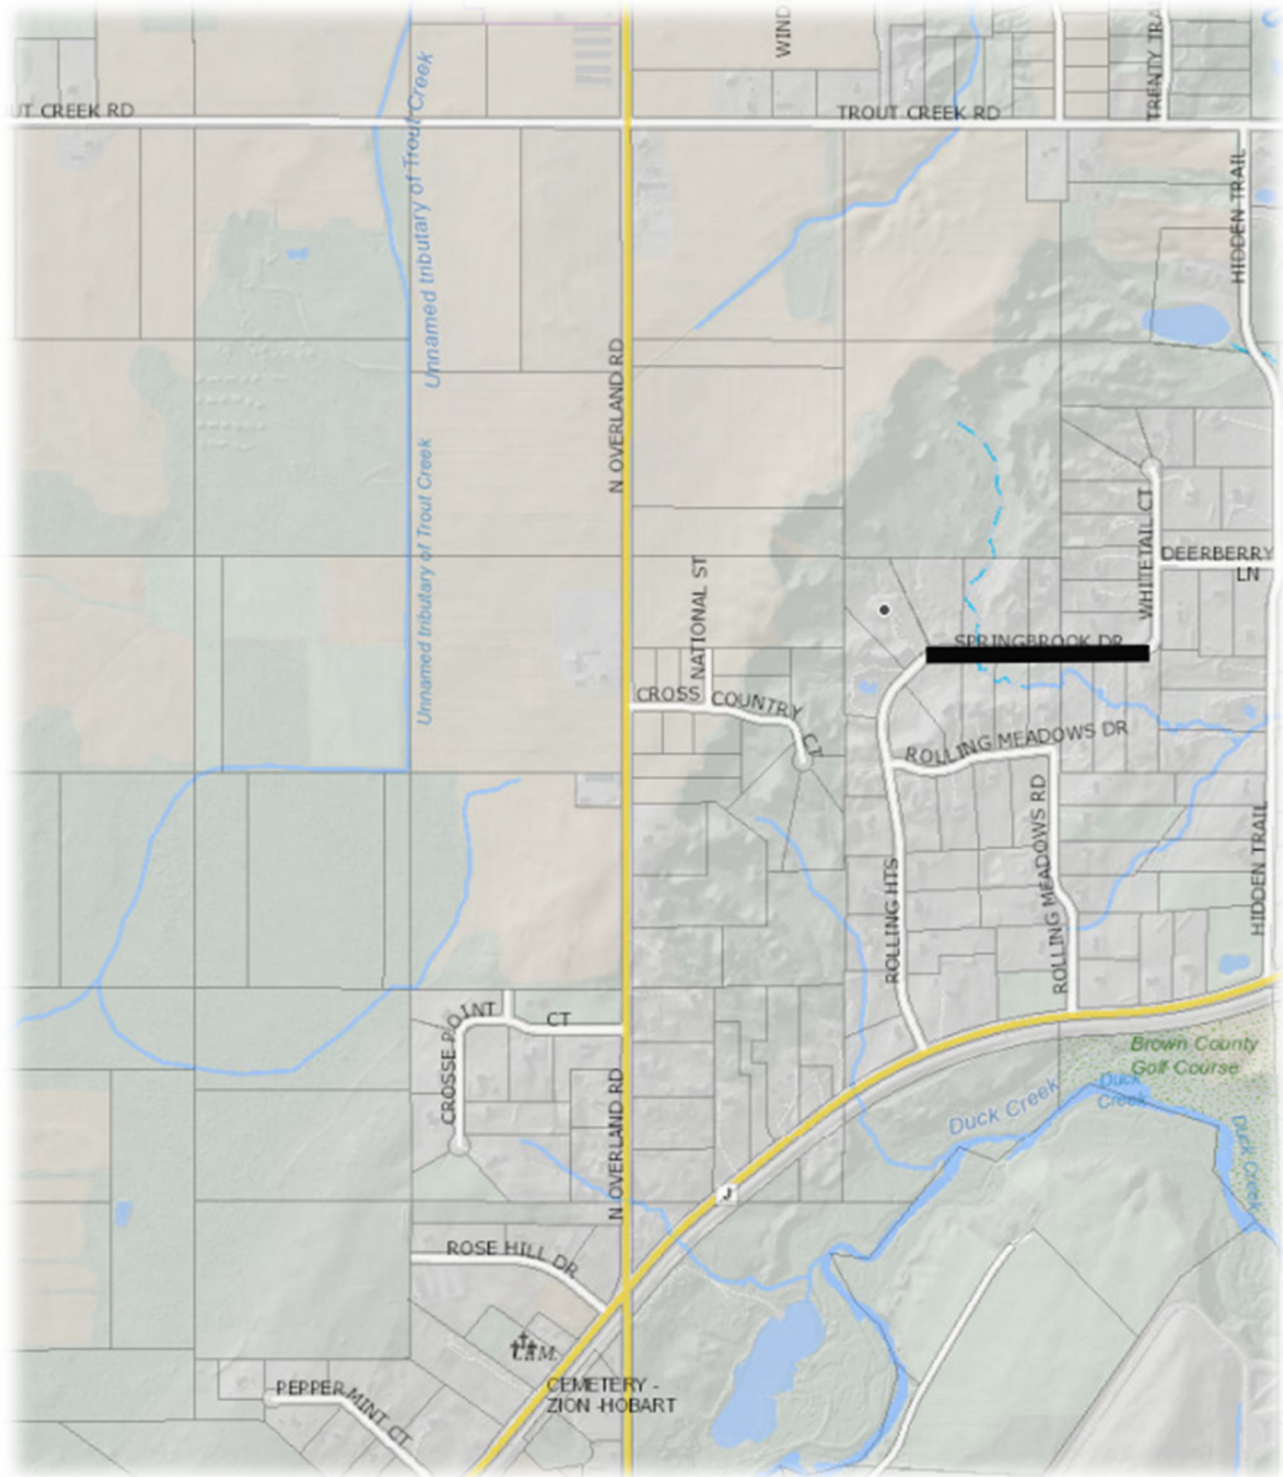 WIND
TRENTY TRA
OUT CREEK RD
TROUT CREEK RD
Unnamed tributary of Trout Creek
HIDDEN TRAIL
N OVERLAND RD
Unnamed tributary of Trout Creek
WHITETAIL CT
DEERBERRY
LN
NATIONAL ST
SPRINGBROOK DR
CROSS COUNTRY CT
ROLLING MEADOWS DR
ROLLING MEADOWS RD
ROLLING HTS
HIDDEN TRAIL
CROSSE POINT CT
Brown County
Golf Course
Duck
Creek
Duck Creek
Duck Creek
N OVERLAND RD
J
ROSE HILL DR
CEMETERY -
ZION -HOBART
PEPPER MINT CT